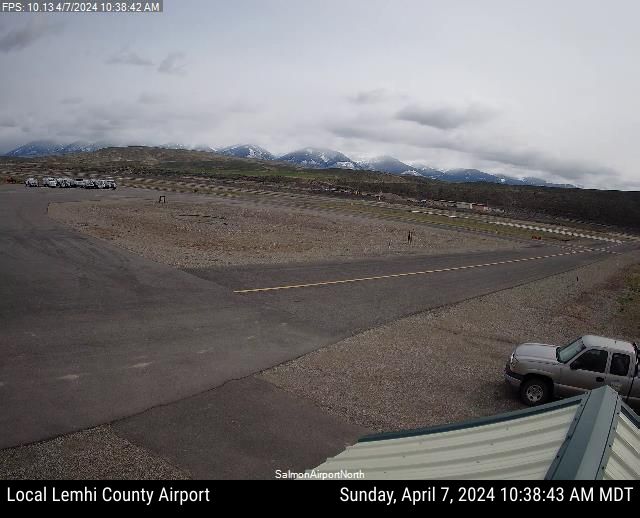 FPS: 10.13 4/7/2024 10:38:42 AM
SalmonAirportNorth
Local Lemhi County Airport Sunday, April 7, 2024 10:38:43 AM MDT